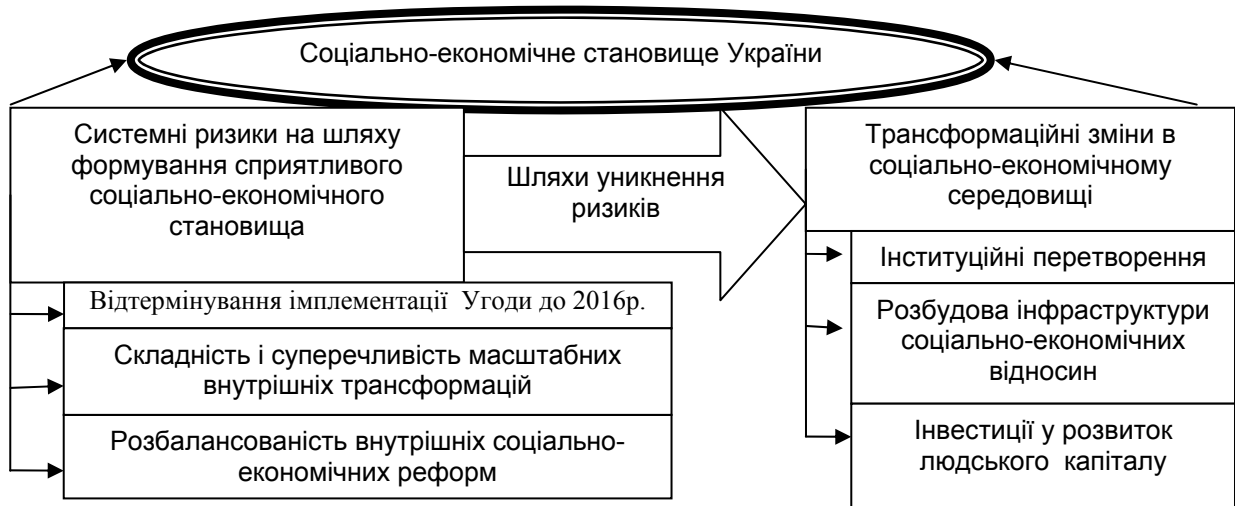 Соціально-економічне становище України
Системні ризики на шляху
формування сприятливого
соціально-економічного
становища
Шляхи уникнення
ризиків
Трансформаційні зміни в
соціально-економічному
середовищі
Відтермінування імплементації Угоди до 2016р.
Складність і суперечливість масштабних
внутрішніх трансформацій
Розбалансованість внутрішніх соціально-
економічних реформ
Інституційні перетворення
Розбудова інфраструктури
соціально-економічних
відносин
Інвестиції у розвиток
людського капіталу